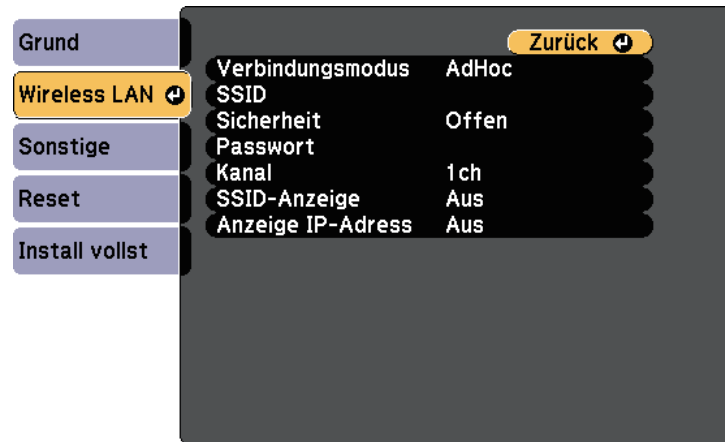 Grund
Wireless LAN
Sonstige
Reset
Install vollst
Zurück
Verbindungsmodus AdHoc
SSID
Sicherheit Offen
Passwort
Kanal 1ch
SSID-Anzeige Aus
Anzeige IP-Adress Aus